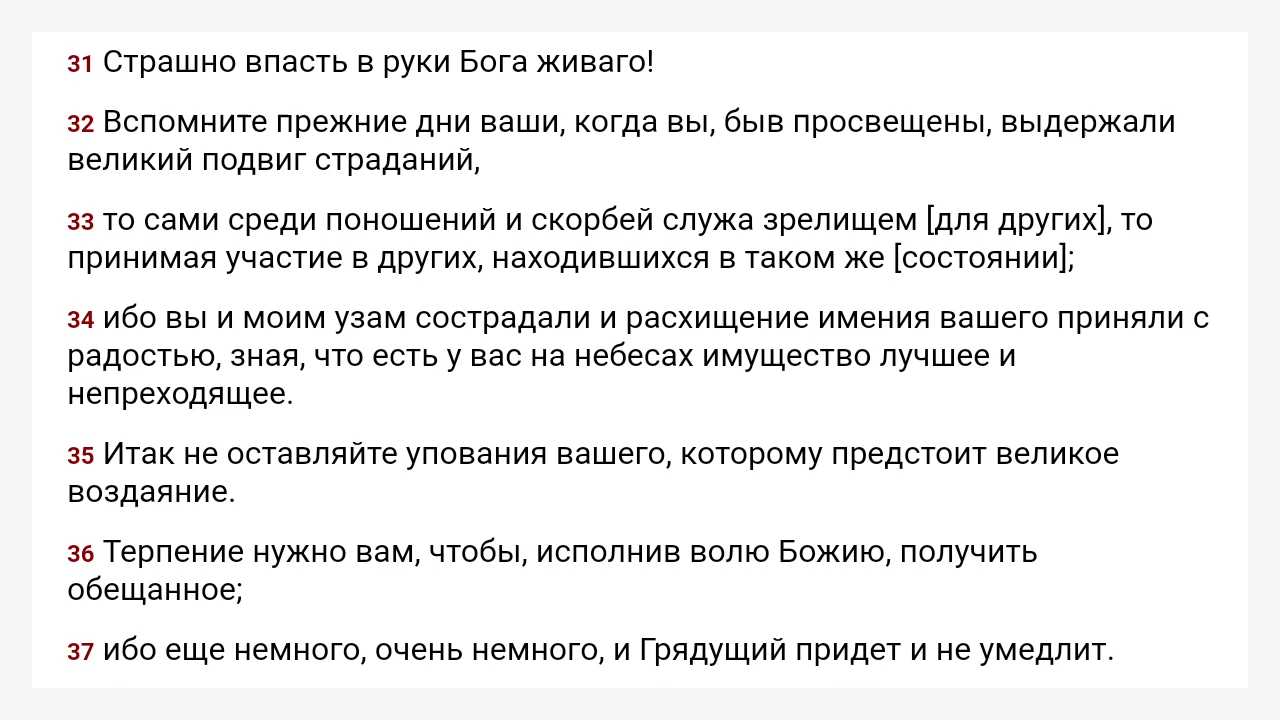 31 Страшно впасть в руки Бога живаго!
32 Вспомните прежние дни ваши, когда вы, быв просвещены, выдержали
великий подвиг страданий,
33 то сами среди поношений и скорбей служа зрелищем [для других], то
принимая участие в других, находившихся в таком же [состоянии];
34 ибо вы и моим узам сострадали и расхищение имения вашего приняли с
радостью, зная, что есть у вас на небесах имущество лучшее и
непреходящее.
35 Итак не оставляйте упования вашего, которому предстоит великое
воздаяние.
36 Терпение нужно вам, чтобы, исполнив волю Божию, получить
обещанное;
37 ибо еще немного, очень немного, и Грядущий придет и не умедлит.